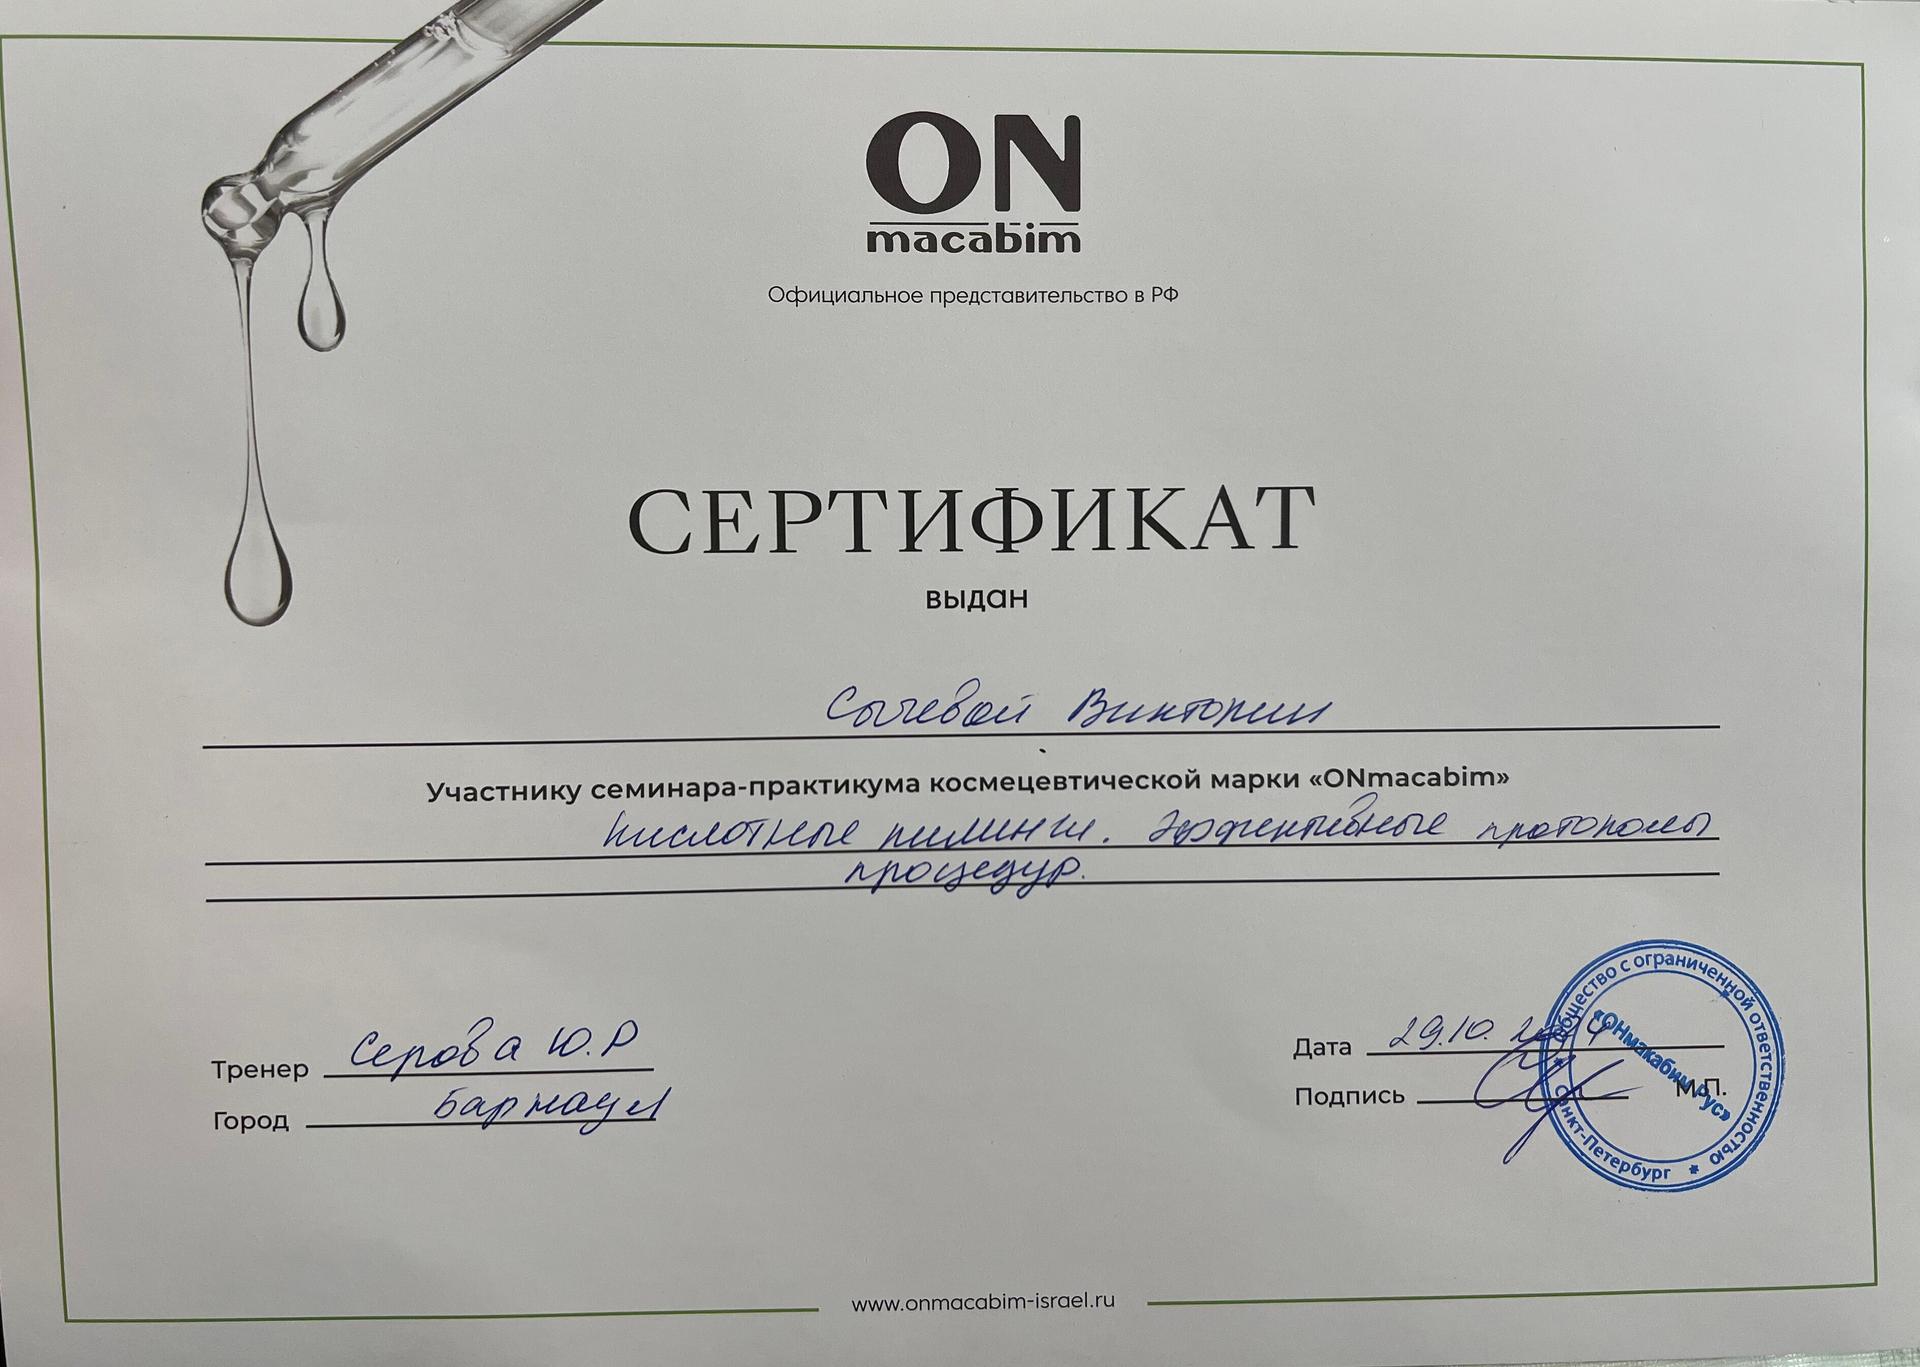 ON
macabim
Официальное представительство в РФ
СЕРТИФИКАТ
выдан
Сычевой Виктории
Участнику семинара-практикума космецевтической марки «ONmacabim»
Кислотные пилинги. Эффективные протоколы
процедур.
Тренер Серова Ю.Р
Город Барнаул
Дата 29.10. 2024
Подпись
М.П.
Общество с ограниченной ответственностью
«ОНмакабим Рус»
Санкт-Петербург
www.onmacabim-israel.ru